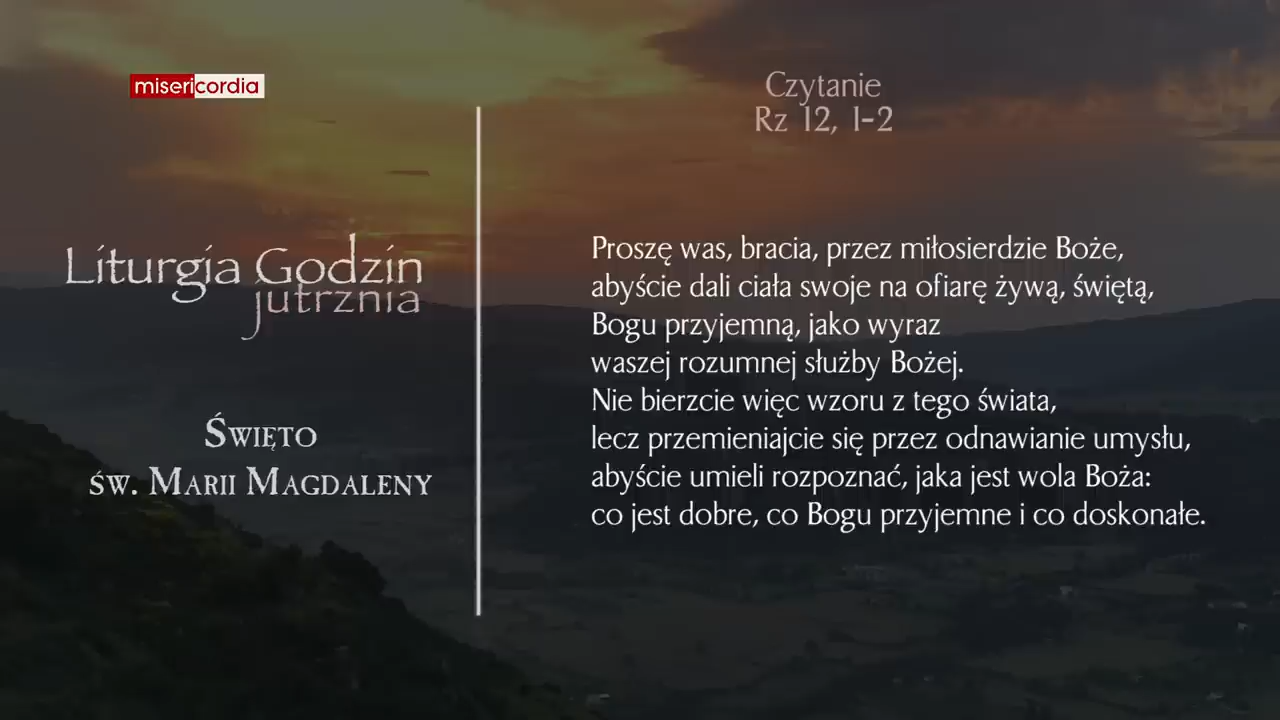 misericordia
Liturgia Godzin
jutrznia
Święto
św. Marii Magdaleny
Czytanie
Rz 12, 1-2
Proszę was, bracia, przez miłosierdzie Boże,
abyście dali ciała swoje na ofiarę żywą, świętą,
Bogu przyjemną, jako wyraz
waszej rozumnej służby Bożej.
Nie bierzcie więc wzoru z tego świata,
lecz przemieniajcie się przez odnawianie umysłu,
abyście umieli rozpoznać, jaka jest wola Boża:
co jest dobre, co Bogu przyjemne i co doskonałe.